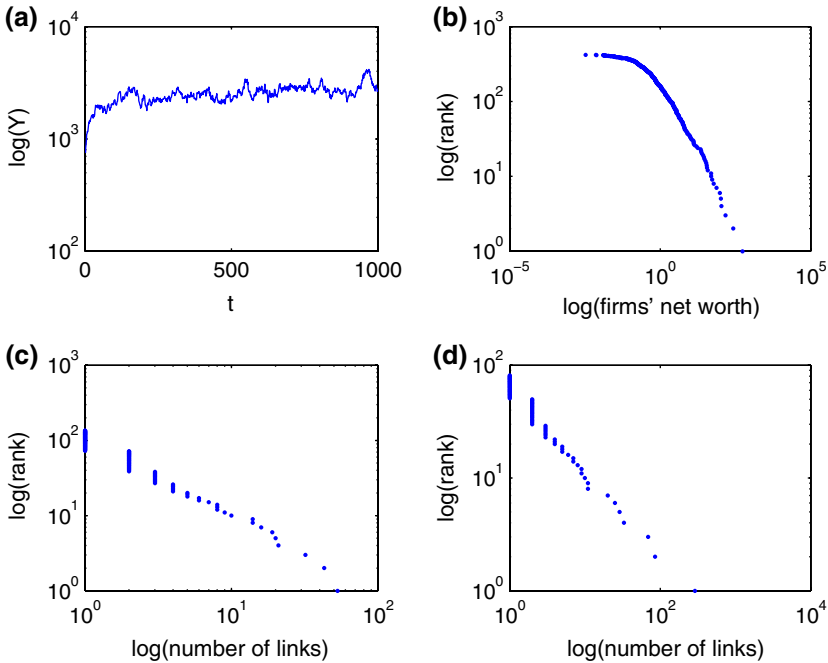 (a)
10^4
10^3
10^2
log(Y)
0
500
1000
t
(b)
10^3
10^2
10^1
10^0
log(rank)
10^-5
10^0
10^5
log(firms' net worth)
(c)
10^3
10^2
10^1
10^0
log(rank)
10^0
10^1
10^2
log(number of links)
(d)
10^2
10^1
10^0
log(rank)
10^0
10^2
10^4
log(number of links)